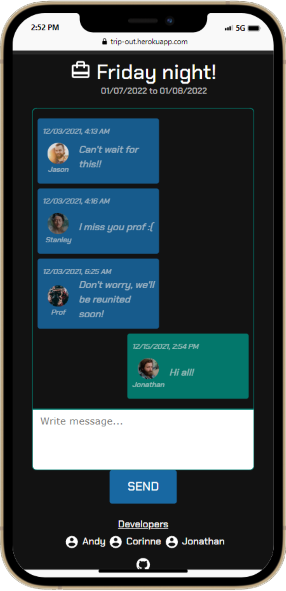 2:52 PM
5G
trip-out.herokuapp.com
Friday night!
01/07/2022 to 01/08/2022
12/03/2021, 4:13 AM
Can't wait for
this!!
Jason
12/03/2021, 4:16 AM
I miss you prof :(
Stanley
12/03/2021, 6:25 AM
Don't worry, we'll
be reunited
soon!
Prof
12/15/2021, 2:54 PM
Hi all!
Jonathan
Write message...
SEND
Developers
Andy Corinne Jonathan